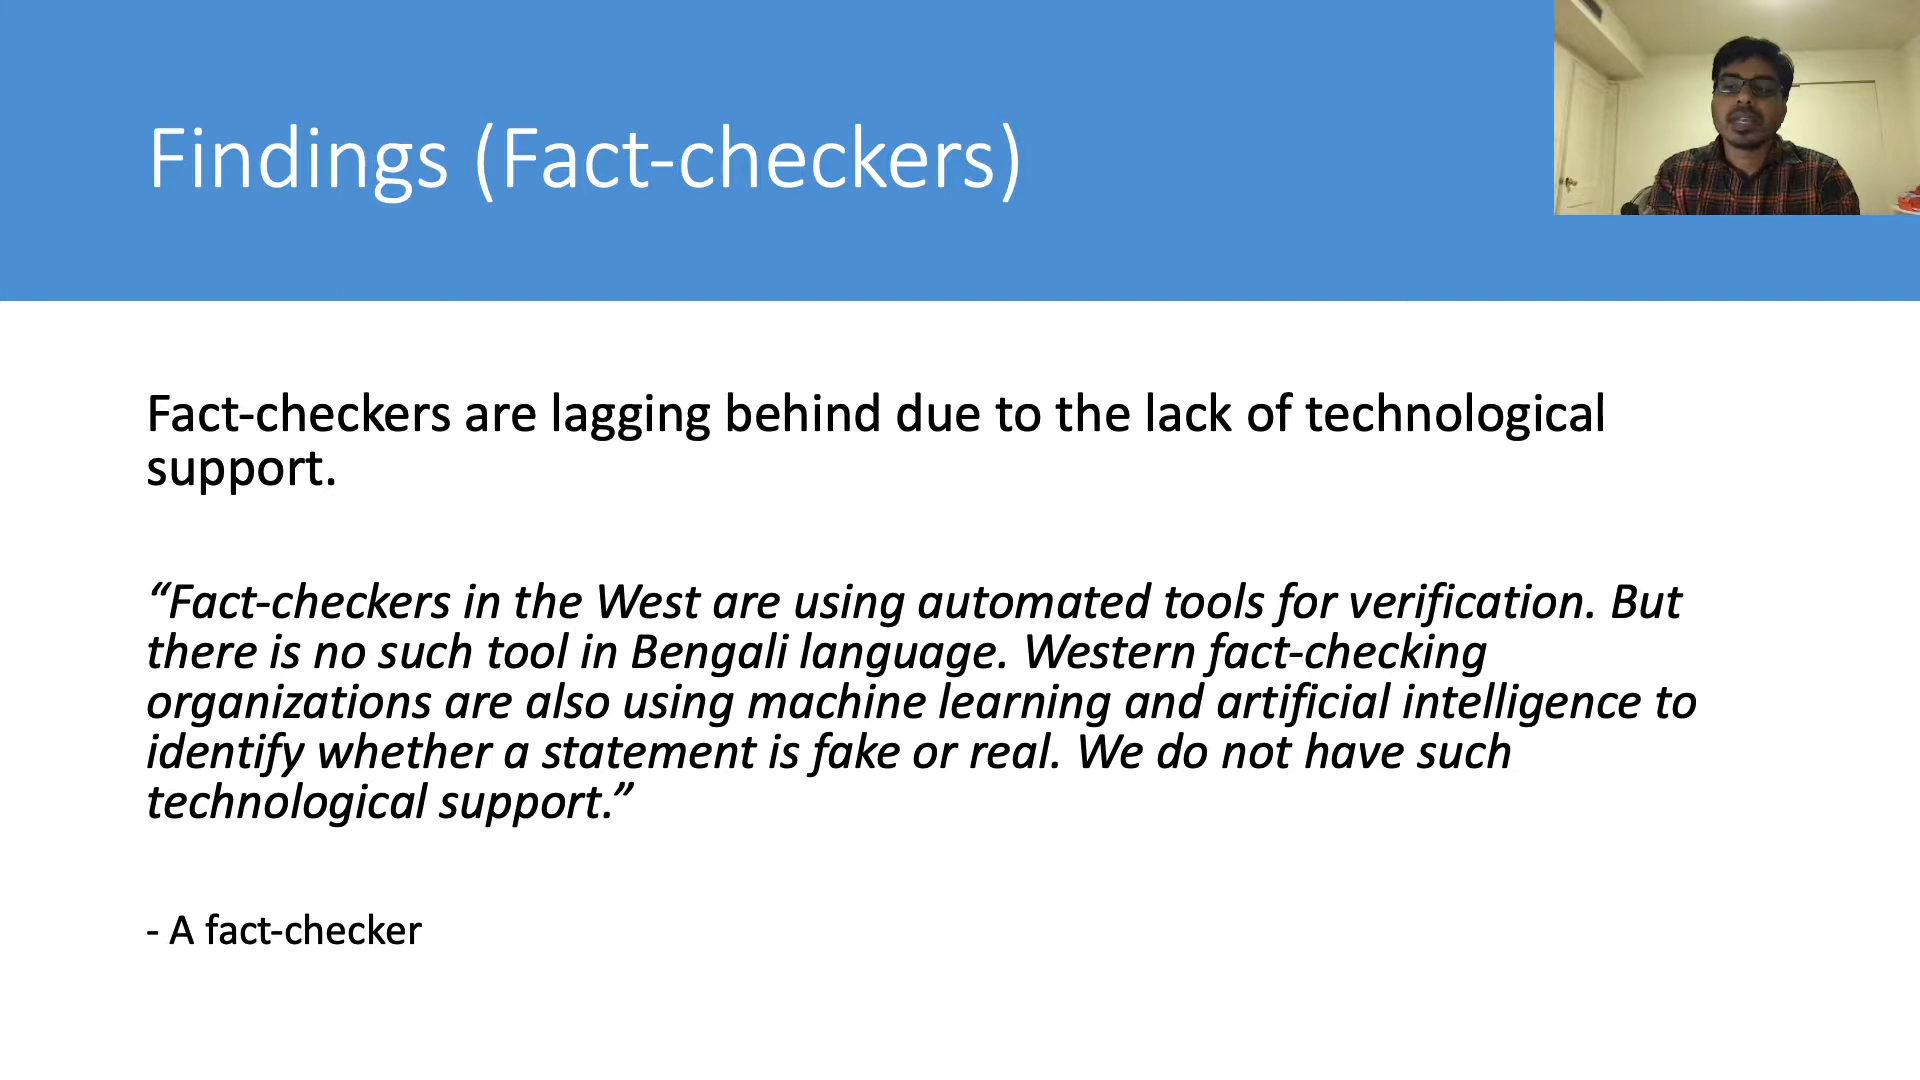 Findings (Fact-checkers)
Fact-checkers are lagging behind due to the lack of technological
support.
“Fact-checkers in the West are using automated tools for verification. But
there is no such tool in Bengali language. Western fact-checking
organizations are also using machine learning and artificial intelligence to
identify whether a statement is fake or real. We do not have such
technological support.”
- A fact-checker